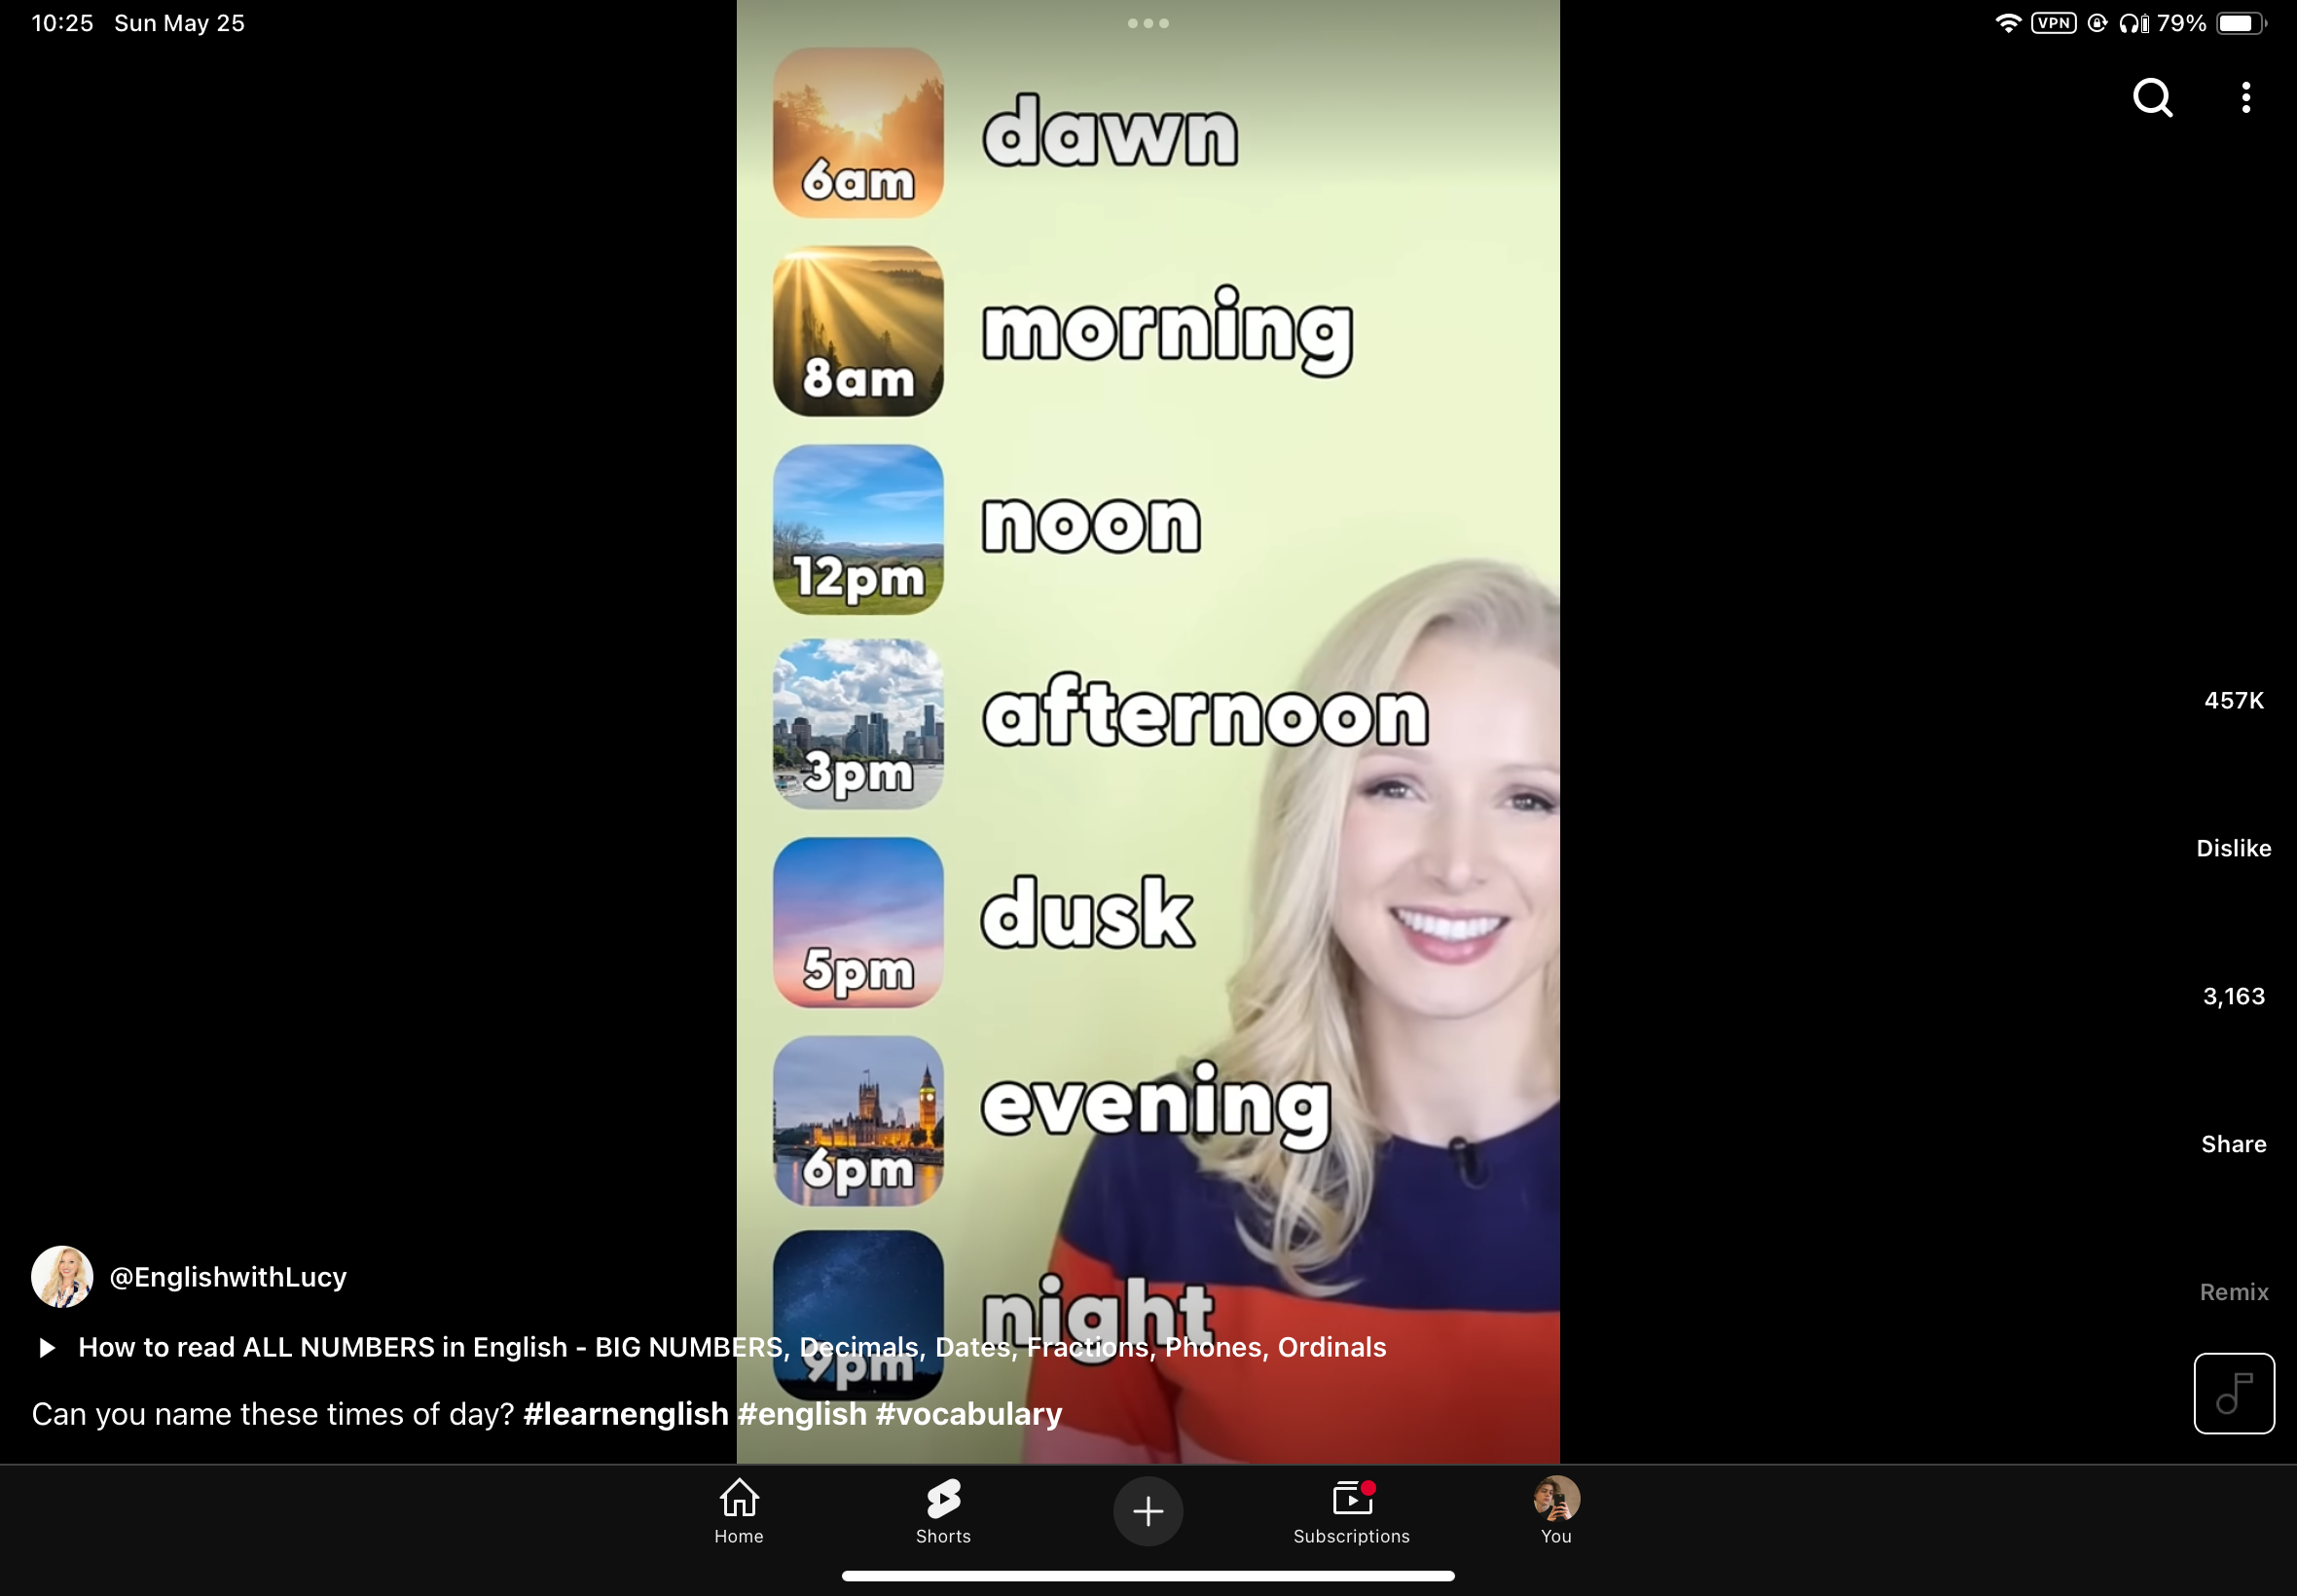 10:25 Sun May 25
VPN 79%
dawn
6am
morning
8am
noon
12pm
afternoon
3pm
dusk
5pm
evening
6pm
night
9pm
457K
Dislike
3,163
Share
Remix
@EnglishwithLucy
How to read ALL NUMBERS in English - BIG NUMBERS, Decimals, Dates, Fractions, Phones, Ordinals
Can you name these times of day? #learnenglish #english #vocabulary
Home
Shorts
Subscriptions
You